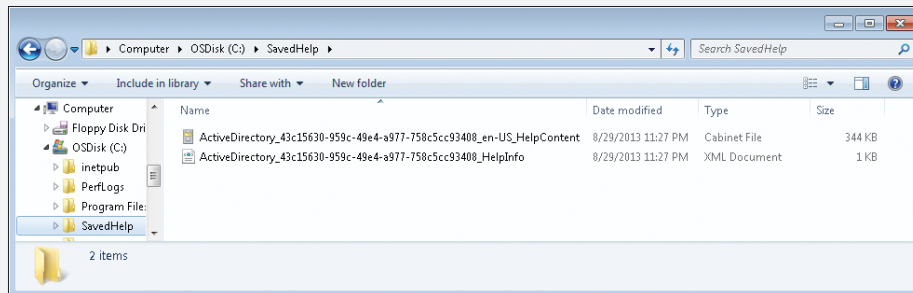 Computer OSDisk (C:) SavedHelp Search SavedHelp
Organize Include in library Share with New folder
Computer
Floppy Disk Dri
OSDisk (C:)
inetpub
PerfLogs
Program File
SavedHelp
Name Date modified Type Size
ActiveDirectory_43c15630-959c-49e4-a977-758c5cc93408_en-US_HelpContent 8/29/2013 11:27 PM Cabinet File 344 KB
ActiveDirectory_43c15630-959c-49e4-a977-758c5cc93408_HelpInfo 8/29/2013 11:27 PM XML Document 1 KB
2 items